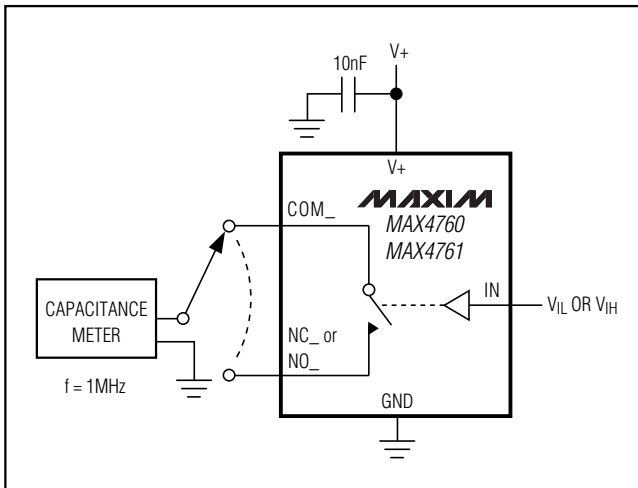 V+
10nF
V+
MAXIM
MAX4760
MAX4761
COM_
IN
VIL OR VIH
CAPACITANCE
METER
NC_ or
NO_
f = 1MHz
GND